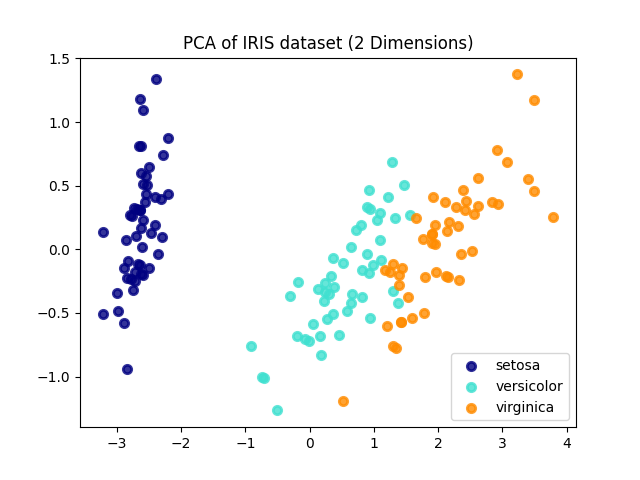 PCA of IRIS dataset (2 Dimensions)
1.5
1.0
0.5
0.0
−0.5
−1.0
−3 −2 −1 0 1 2 3 4
setosa
versicolor
virginica